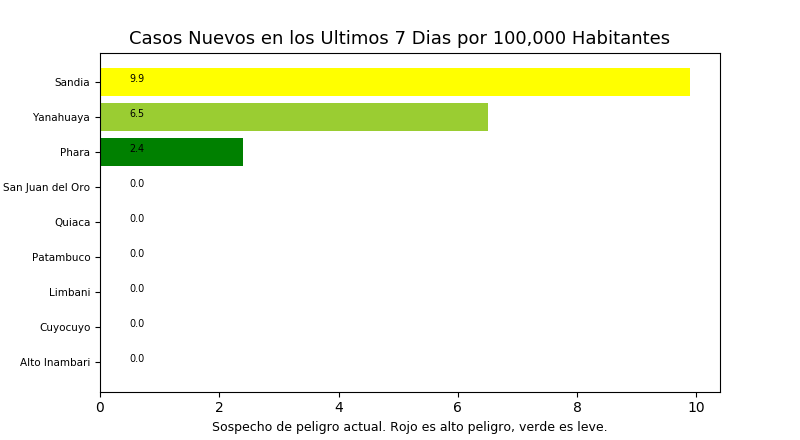 Casos Nuevos en los Ultimos 7 Dias por 100,000 Habitantes
Sandia 9.9
Yanahuaya 6.5
Phara 2.4
San Juan del Oro 0.0
Quiaca 0.0
Patambuco 0.0
Limbani 0.0
Cuyocuyo 0.0
Alto Inambari 0.0
0 2 4 6 8 10
Sospecho de peligro actual. Rojo es alto peligro, verde es leve.